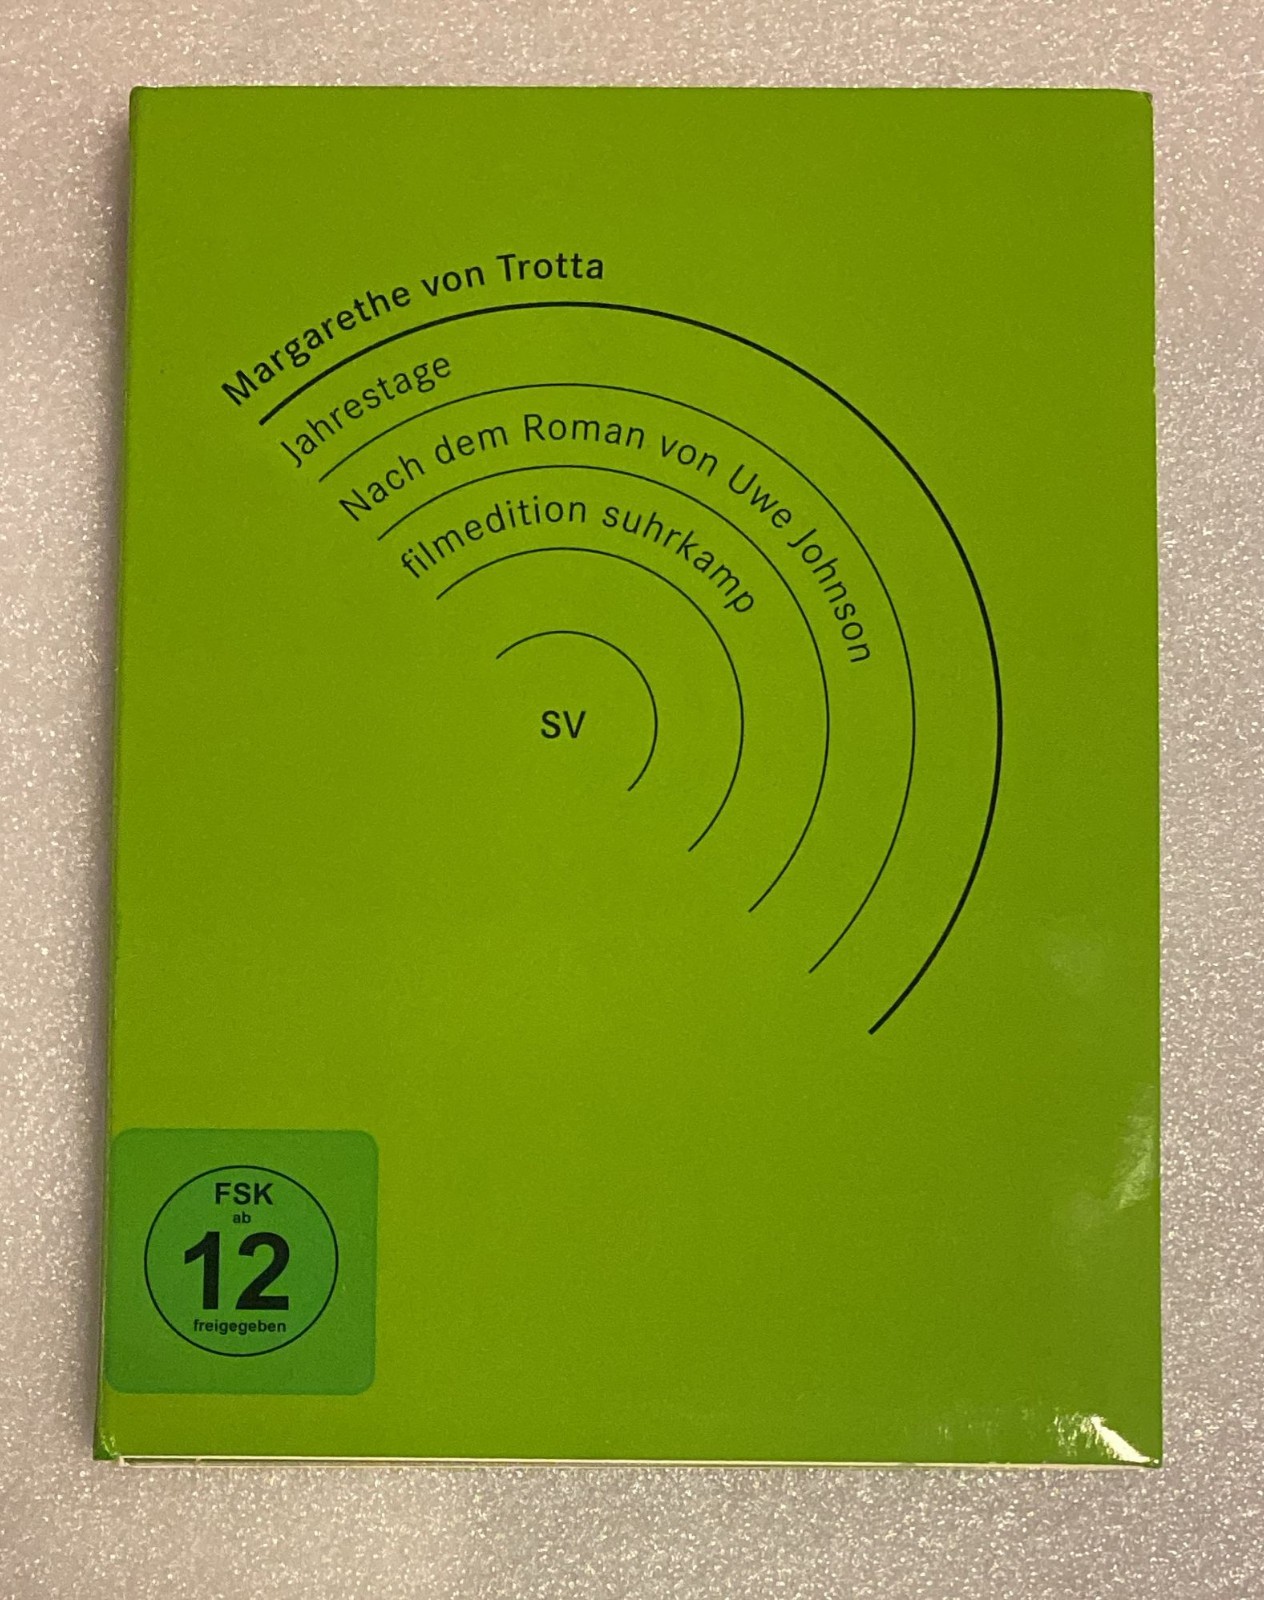 Margarethe von Trotta
Jahrestage
Nach dem Roman von Uwe Johnson
filmedition suhrkamp
SV
FSK
ab
12
freigegeben